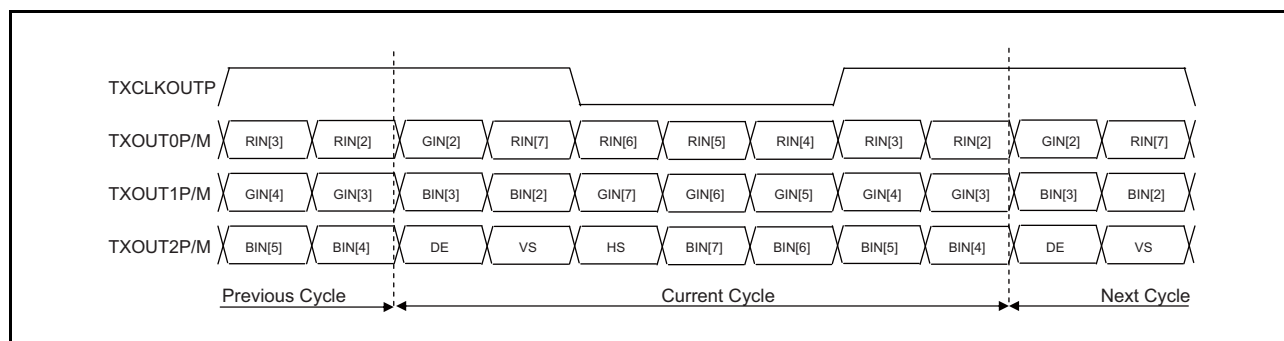 TXCLKOUTP
TXOUT0P/M RIN[3] RIN[2] GIN[2] RIN[7] RIN[6] RIN[5] RIN[4] RIN[3] RIN[2] GIN[2] RIN[7]
TXOUT1P/M GIN[4] GIN[3] BIN[3] BIN[2] GIN[7] GIN[6] GIN[5] GIN[4] GIN[3] BIN[3] BIN[2]
TXOUT2P/M BIN[5] BIN[4] DE VS HS BIN[7] BIN[6] BIN[5] BIN[4] DE VS
Previous Cycle Current Cycle Next Cycle